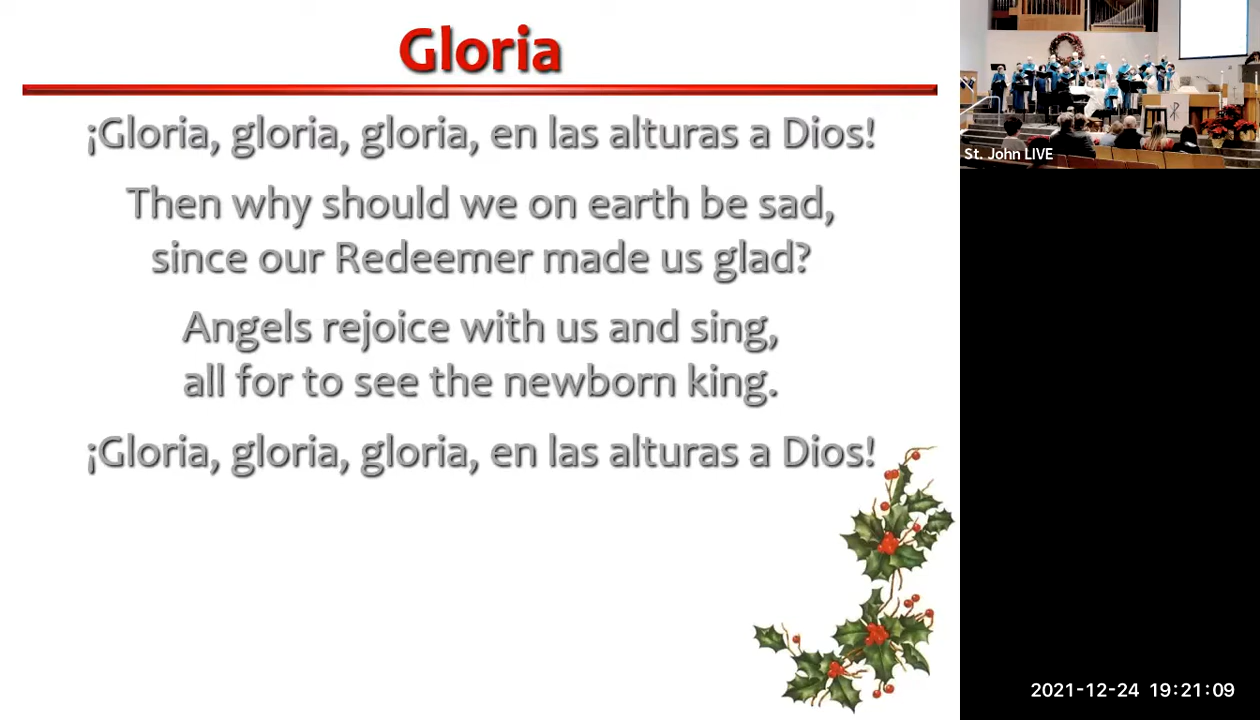 Gloria
¡Gloria, gloria, gloria, en las alturas a Dios!
Then why should we on earth be sad,
since our Redeemer made us glad?
Angels rejoice with us and sing,
all for to see the newborn king.
¡Gloria, gloria, gloria, en las alturas a Dios!
St. John LIVE
2021-12-24 19:21:09